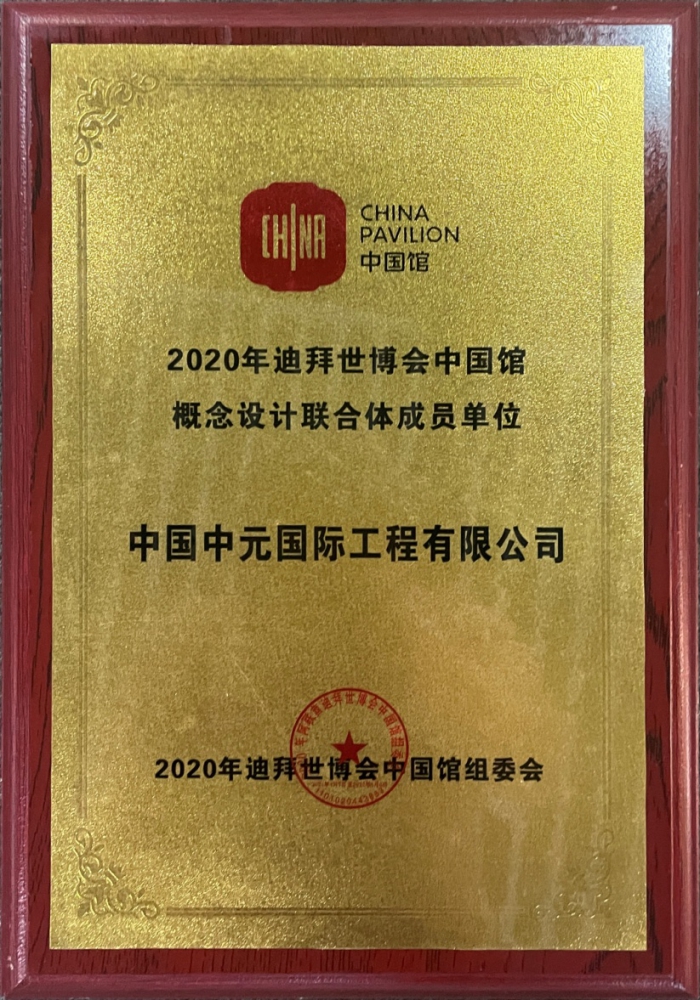 CHINA
CHINA
PAVILION
中国馆
2020年迪拜世博会中国馆
概念设计联合体成员单位
中国中元国际工程有限公司
2020年迪拜世博会中国馆组委会